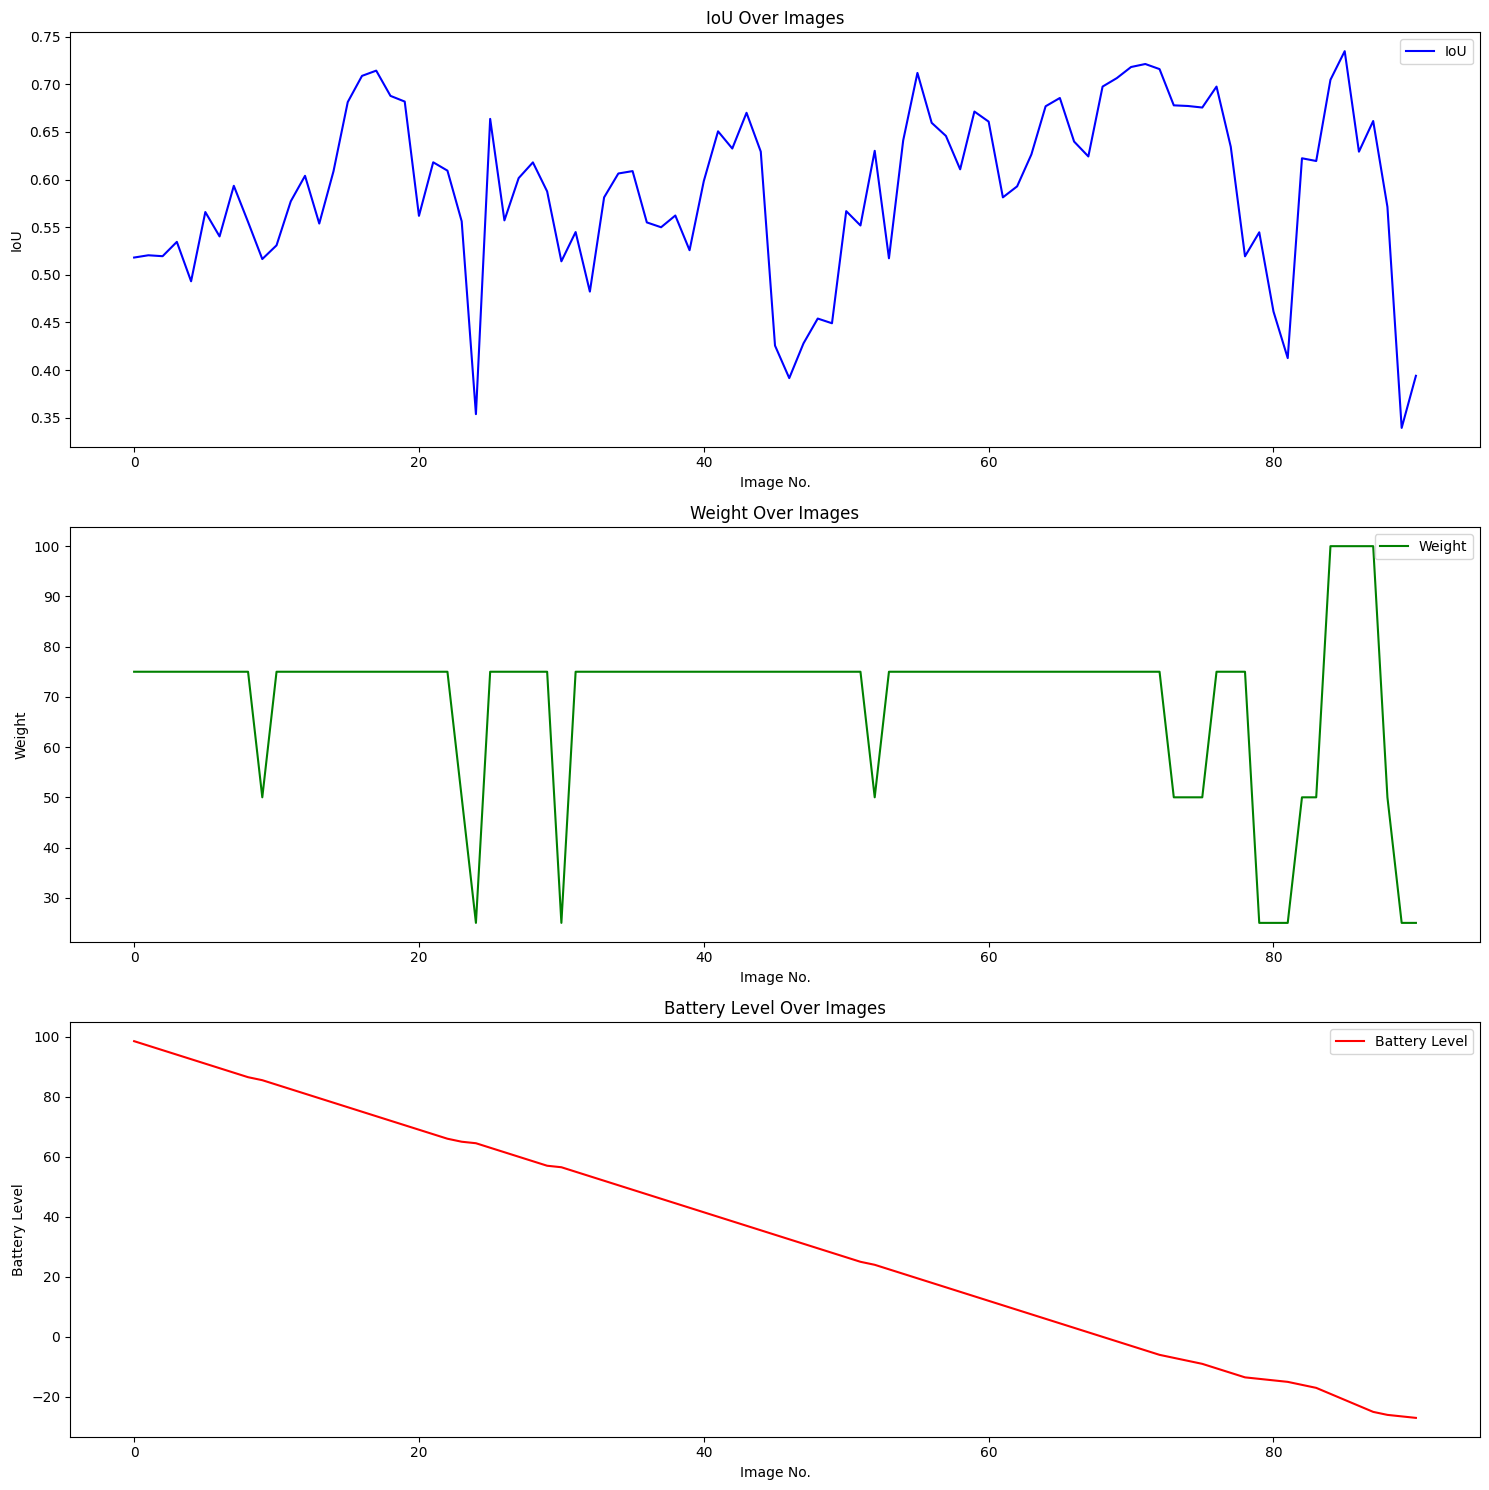 IoU Over Images
0.75
0.70
0.65
0.60
0.55
0.50
0.45
0.40
0.35
IoU
IoU
0 20 40 60 80
Image No.
Weight Over Images
100
90
80
70
60
50
40
30
Weight
Weight
0 20 40 60 80
Image No.
Battery Level Over Images
100
80
60
40
20
0
−20
Battery Level
Battery Level
0 20 40 60 80
Image No.